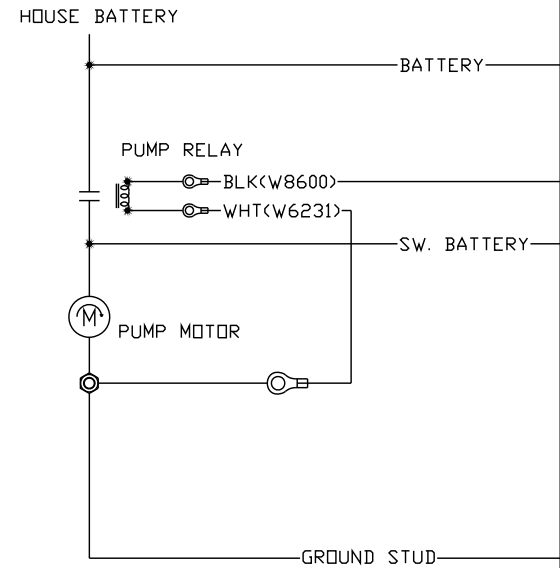 HOUSE BATTERY
BATTERY
PUMP RELAY
BLK(W8600)
WHT(W6231)
SW. BATTERY
M
PUMP MOTOR
GROUND STUD